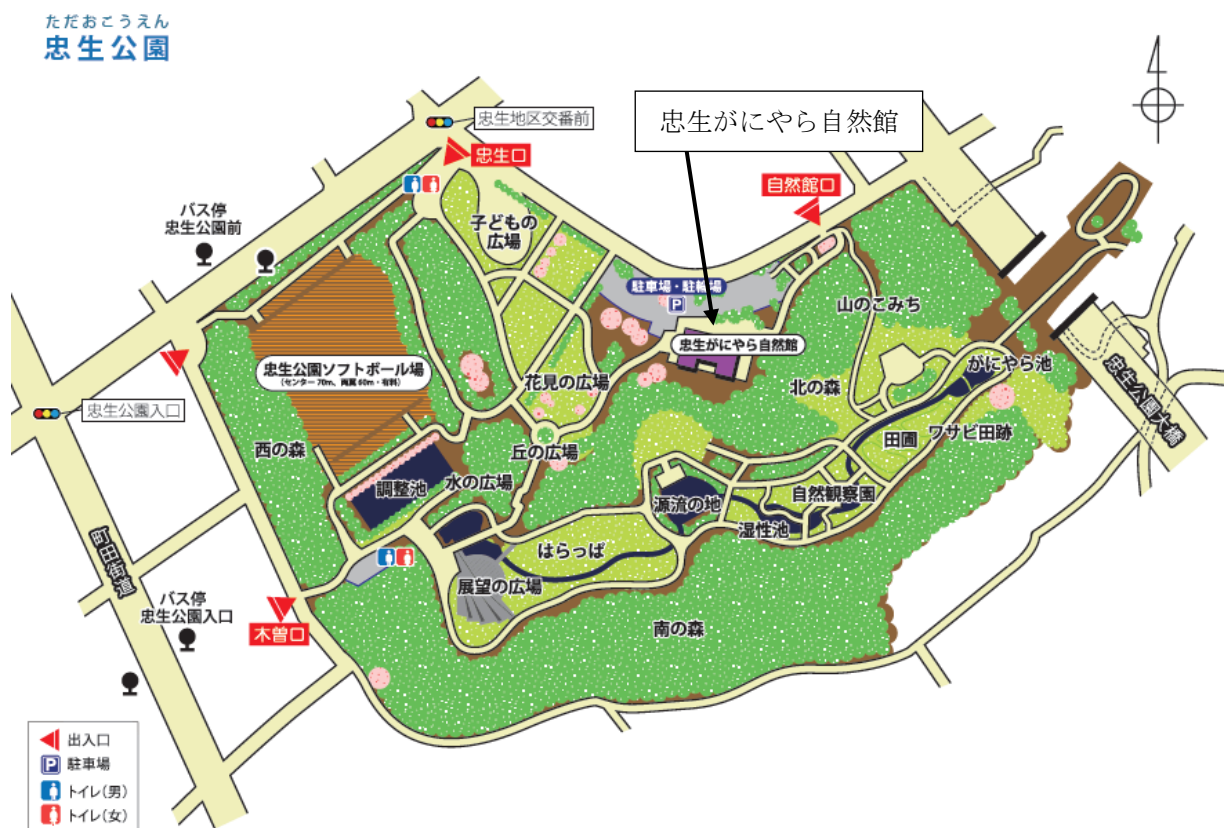 ただおこうえん
忠生公園
忠生地区交番前
忠生がにやら自然館
忠生口
自然館口
バス停
忠生公園前
子どもの
広場
駐車場・駐輪場
P
山のこみち
忠生がにやら自然館
忠生公園ソフトボール場
(センター70m、両翼60m・有料)
花見の広場
北の森
がにやら池
忠生公園大橋
忠生公園入口
西の森
丘の広場
田圃
ワサビ田跡
調整池
水の広場
源流の地
自然観察園
湿性池
はらっぱ
展望の広場
町田街道
バス停
忠生公園入口
木曽口
南の森
出入口
P 駐車場
トイレ(男)
トイレ(女)